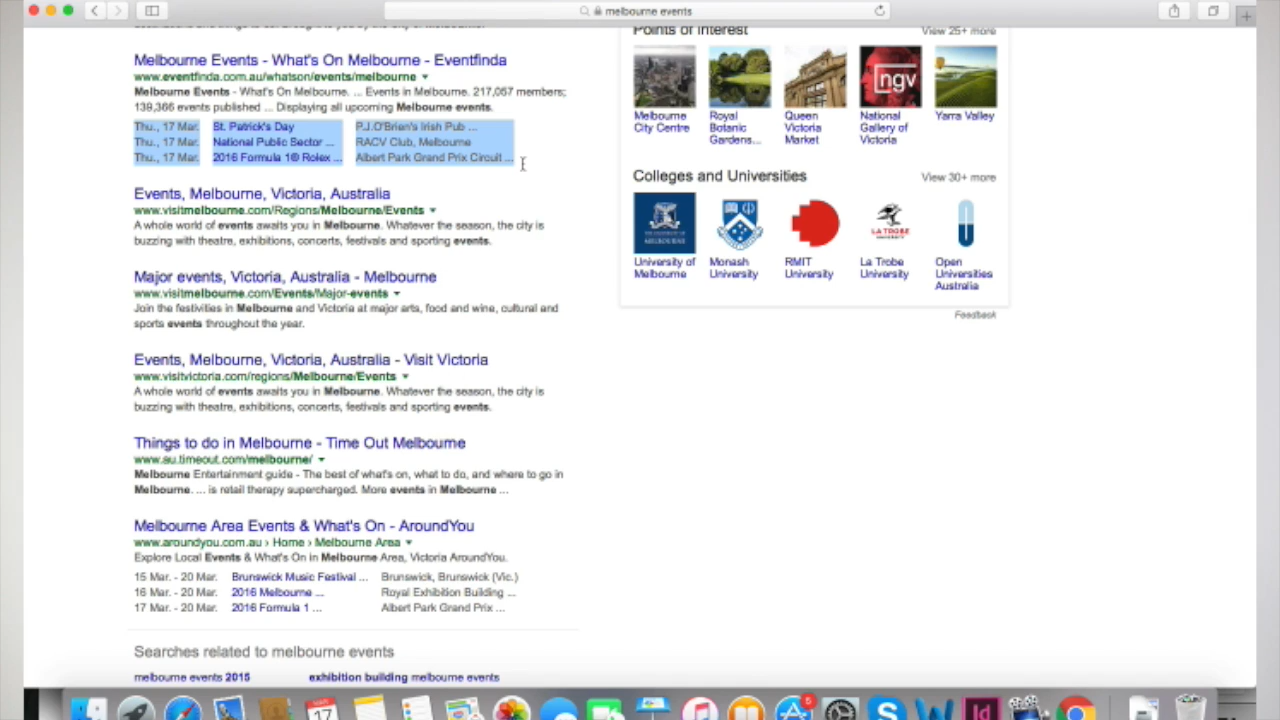 melbourne events
Melbourne Events - What's On Melbourne - Eventfinda
www.eventfinda.com.au/whatson/events/melbourne
Melbourne Events - What's On Melbourne. ... Events in Melbourne. 217,057 members;
139,366 events published ... Displaying all upcoming Melbourne events.
Thu., 17 Mar. St. Patrick's Day P.J.O'Brien's Irish Pub ...
Thu., 17 Mar. National Public Sector ... RACV Club, Melbourne
Thu., 17 Mar. 2016 Formula 1® Rolex ... Albert Park Grand Prix Circuit ...
Events, Melbourne, Victoria, Australia
www.visitmelbourne.com/Regions/Melbourne/Events
A whole world of events awaits you in Melbourne. Whatever the season, the city is
buzzing with theatre, exhibitions, concerts, festivals and sporting events.
Major events, Victoria, Australia - Melbourne
www.visitmelbourne.com/Events/Major-events
Join the festivities in Melbourne and Victoria at major arts, food and wine, cultural and
sports events throughout the year.
Events, Melbourne, Victoria, Australia - Visit Victoria
www.visitvictoria.com/regions/Melbourne/Events
A whole world of events awaits you in Melbourne. Whatever the season, the city is
buzzing with theatre, exhibitions, concerts, festivals and sporting events.
Things to do in Melbourne - Time Out Melbourne
www.au.timeout.com/melbourne/
Melbourne Entertainment guide - The best of what's on, what to do, and where to go in
Melbourne. ... is retail therapy supercharged. More events in Melbourne ...
Melbourne Area Events & What's On - AroundYou
www.aroundyou.com.au › Home › Melbourne Area
Explore Local Events & What's On in Melbourne Area, Victoria AroundYou.
15 Mar. - 20 Mar. Brunswick Music Festival ... Brunswick, Brunswick (Vic.)
16 Mar. - 20 Mar. 2016 Melbourne ... Royal Exhibition Building ...
17 Mar. - 20 Mar. 2016 Formula 1 ... Albert Park Grand Prix ...
Searches related to melbourne events
melbourne events 2015 exhibition building melbourne events
Points of interest View 25+ more
ngv
Melbourne City Centre
Royal Botanic Gardens...
Queen Victoria Market
National Gallery of Victoria
Yarra Valley
Colleges and Universities View 30+ more
MELBOURNE
LA TROBE
University of Melbourne
Monash University
RMIT University
La Trobe University
Open Universities Australia
Feedback
17
6
Id